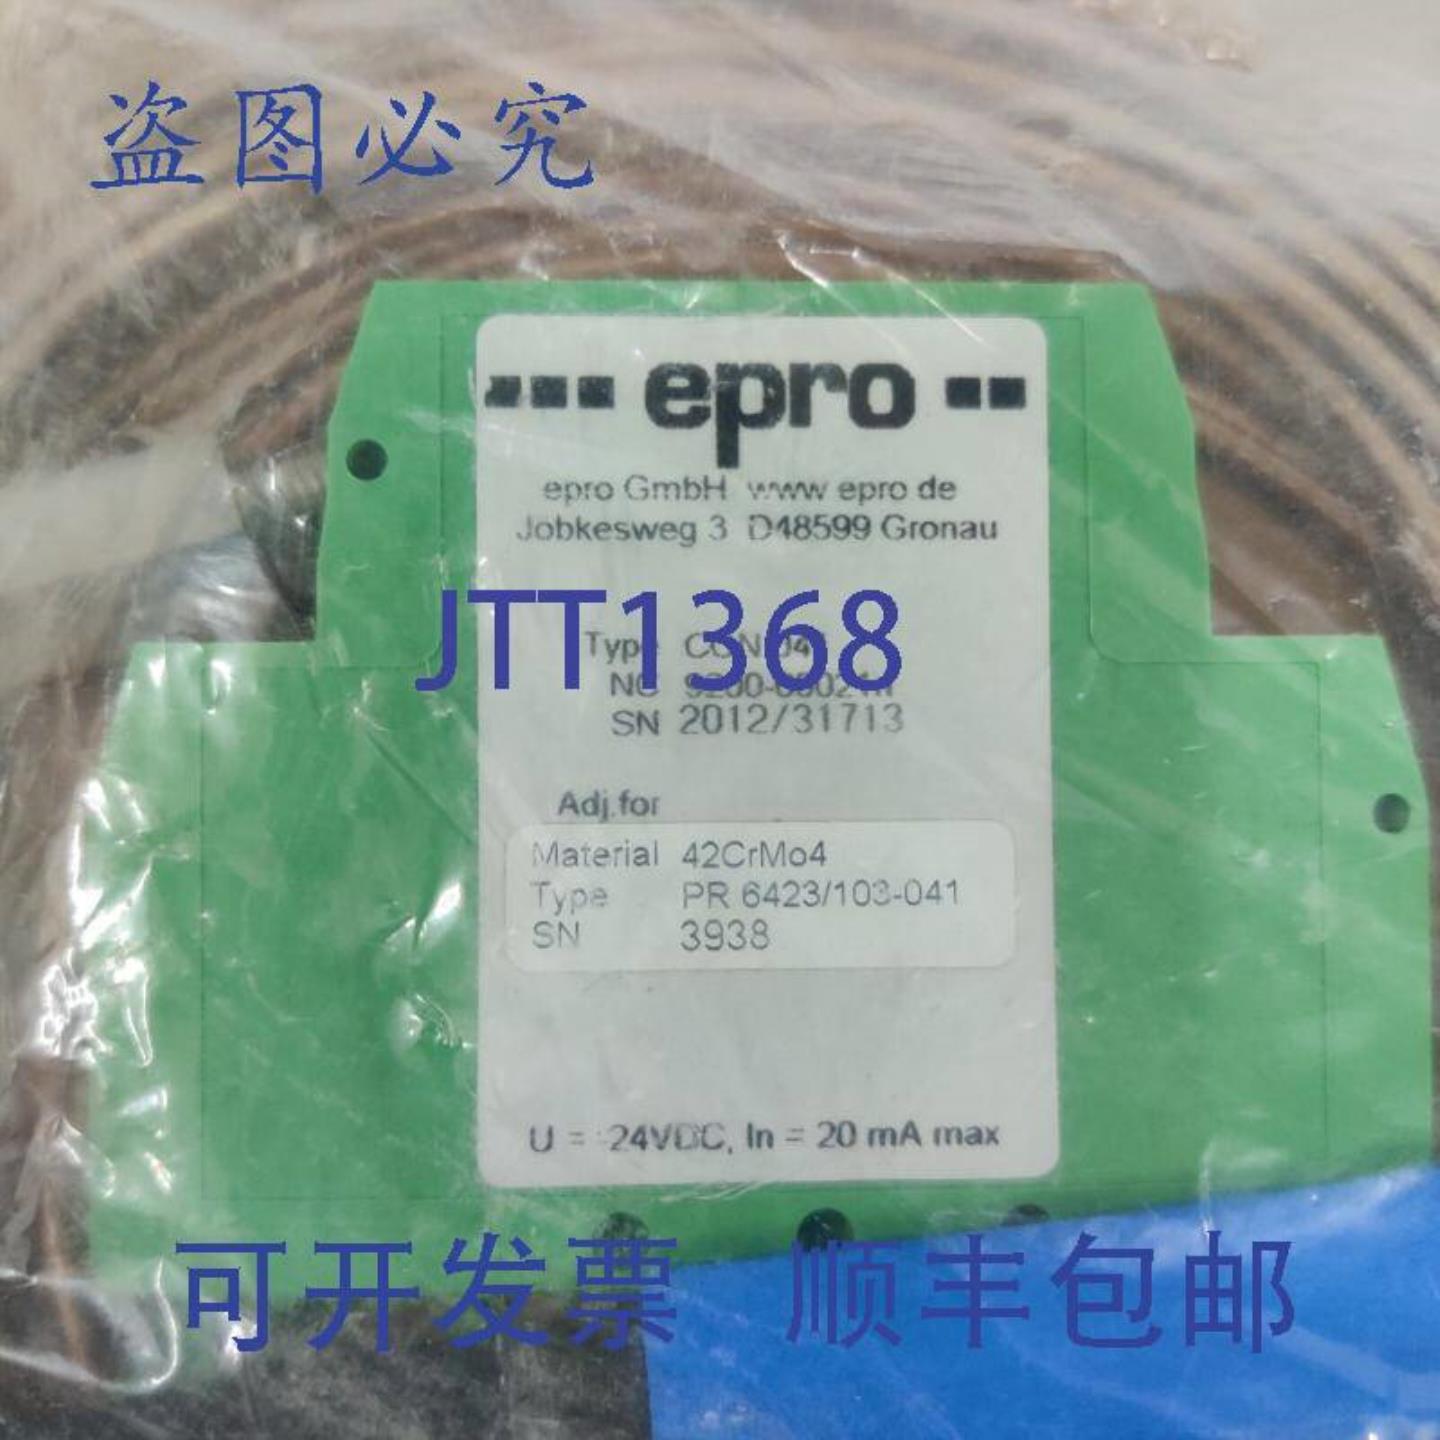 盗图必究
epro
epro GmbH www epro de
Jobkesweg 3 D48599 Gronau
JTT1368
Type
NO
SN 2012/31713
Adj.for
Material 42CrMo4
Type PR 6423/103-041
SN 3938
U = -24VDC, In = 20 mA max
可开发票 顺丰包邮